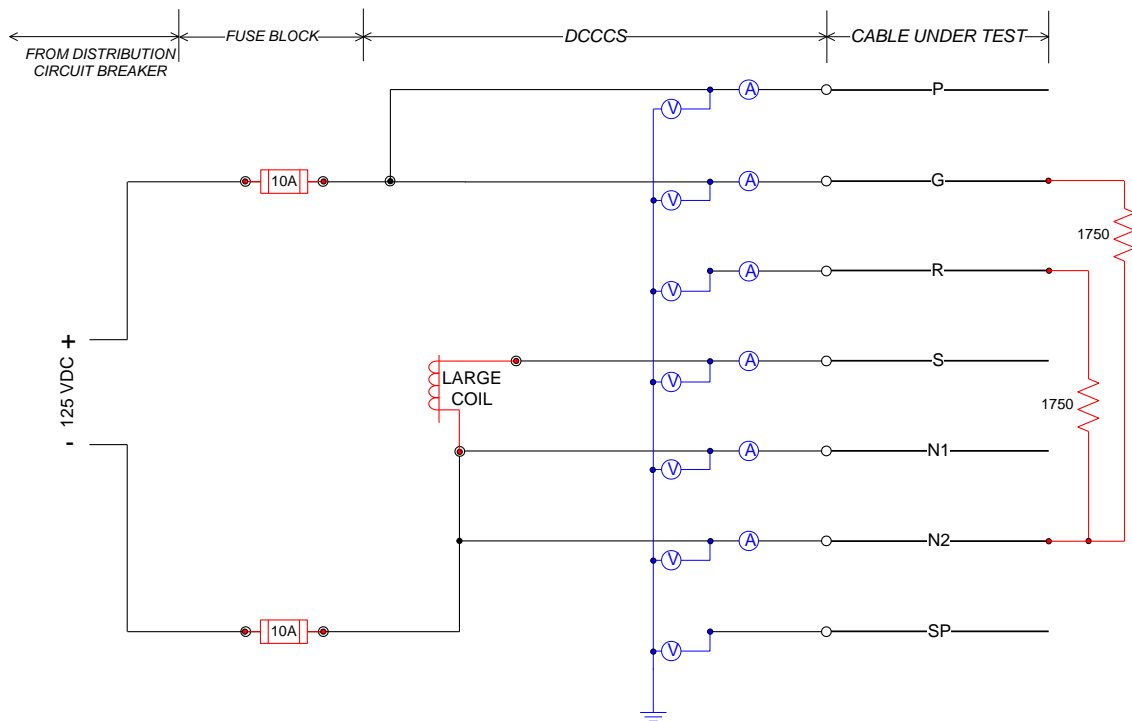 FROM DISTRIBUTION
CIRCUIT BREAKER
FUSE BLOCK
DCCCS
CABLE UNDER TEST
V
A
P
10A
V
A
G
1750
V
A
R
125 VDC
+
-
LARGE
COIL
V
A
S
1750
V
A
N1
V
A
N2
10A
V
SP